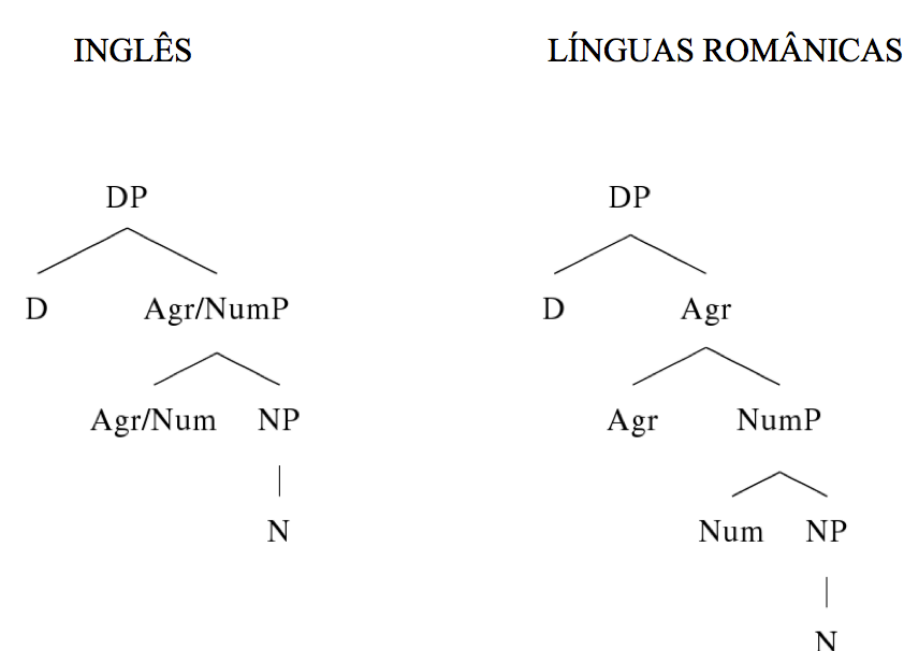 INGLÊS LÍNGUAS ROMÂNICAS
DP DP
D Agr/NumP D Agr
Agr/Num NP Agr NumP
N Num NP
N